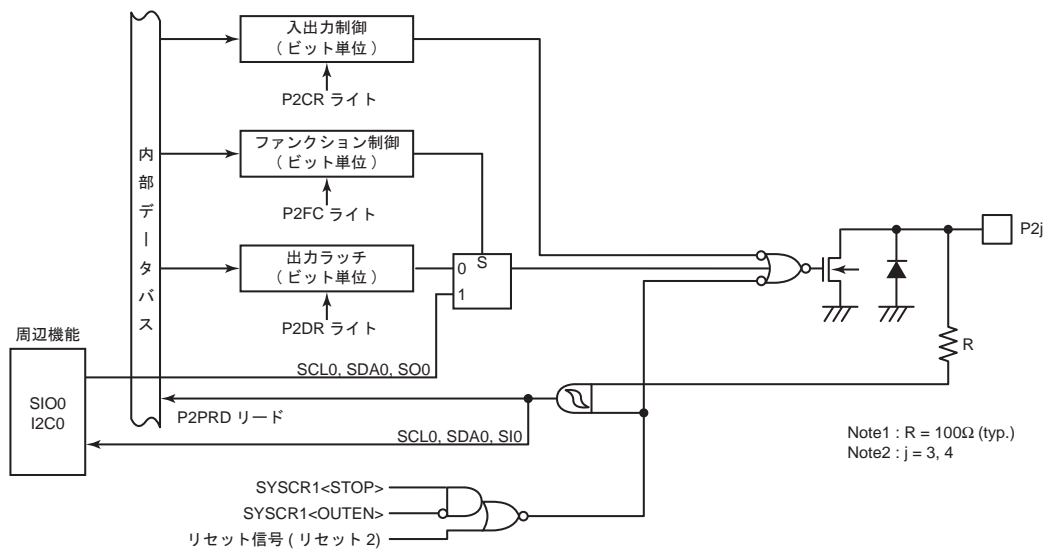 入出力制御
( ビット単位 )
P2CR ライト
ファンクション制御
( ビット単位 )
P2FC ライト
出力ラッチ
( ビット単位 )
P2DR ライト
内部データバス
0 S
1
P2j
R
周辺機能
SIO0
I2C0
SCL0, SDA0, SO0
P2PRD リード
SCL0, SDA0, SI0
Note1 : R = 100Ω (typ.)
Note2 : j = 3, 4
SYSCR1<STOP>
SYSCR1<OUTEN>
リセット信号 ( リセット 2)